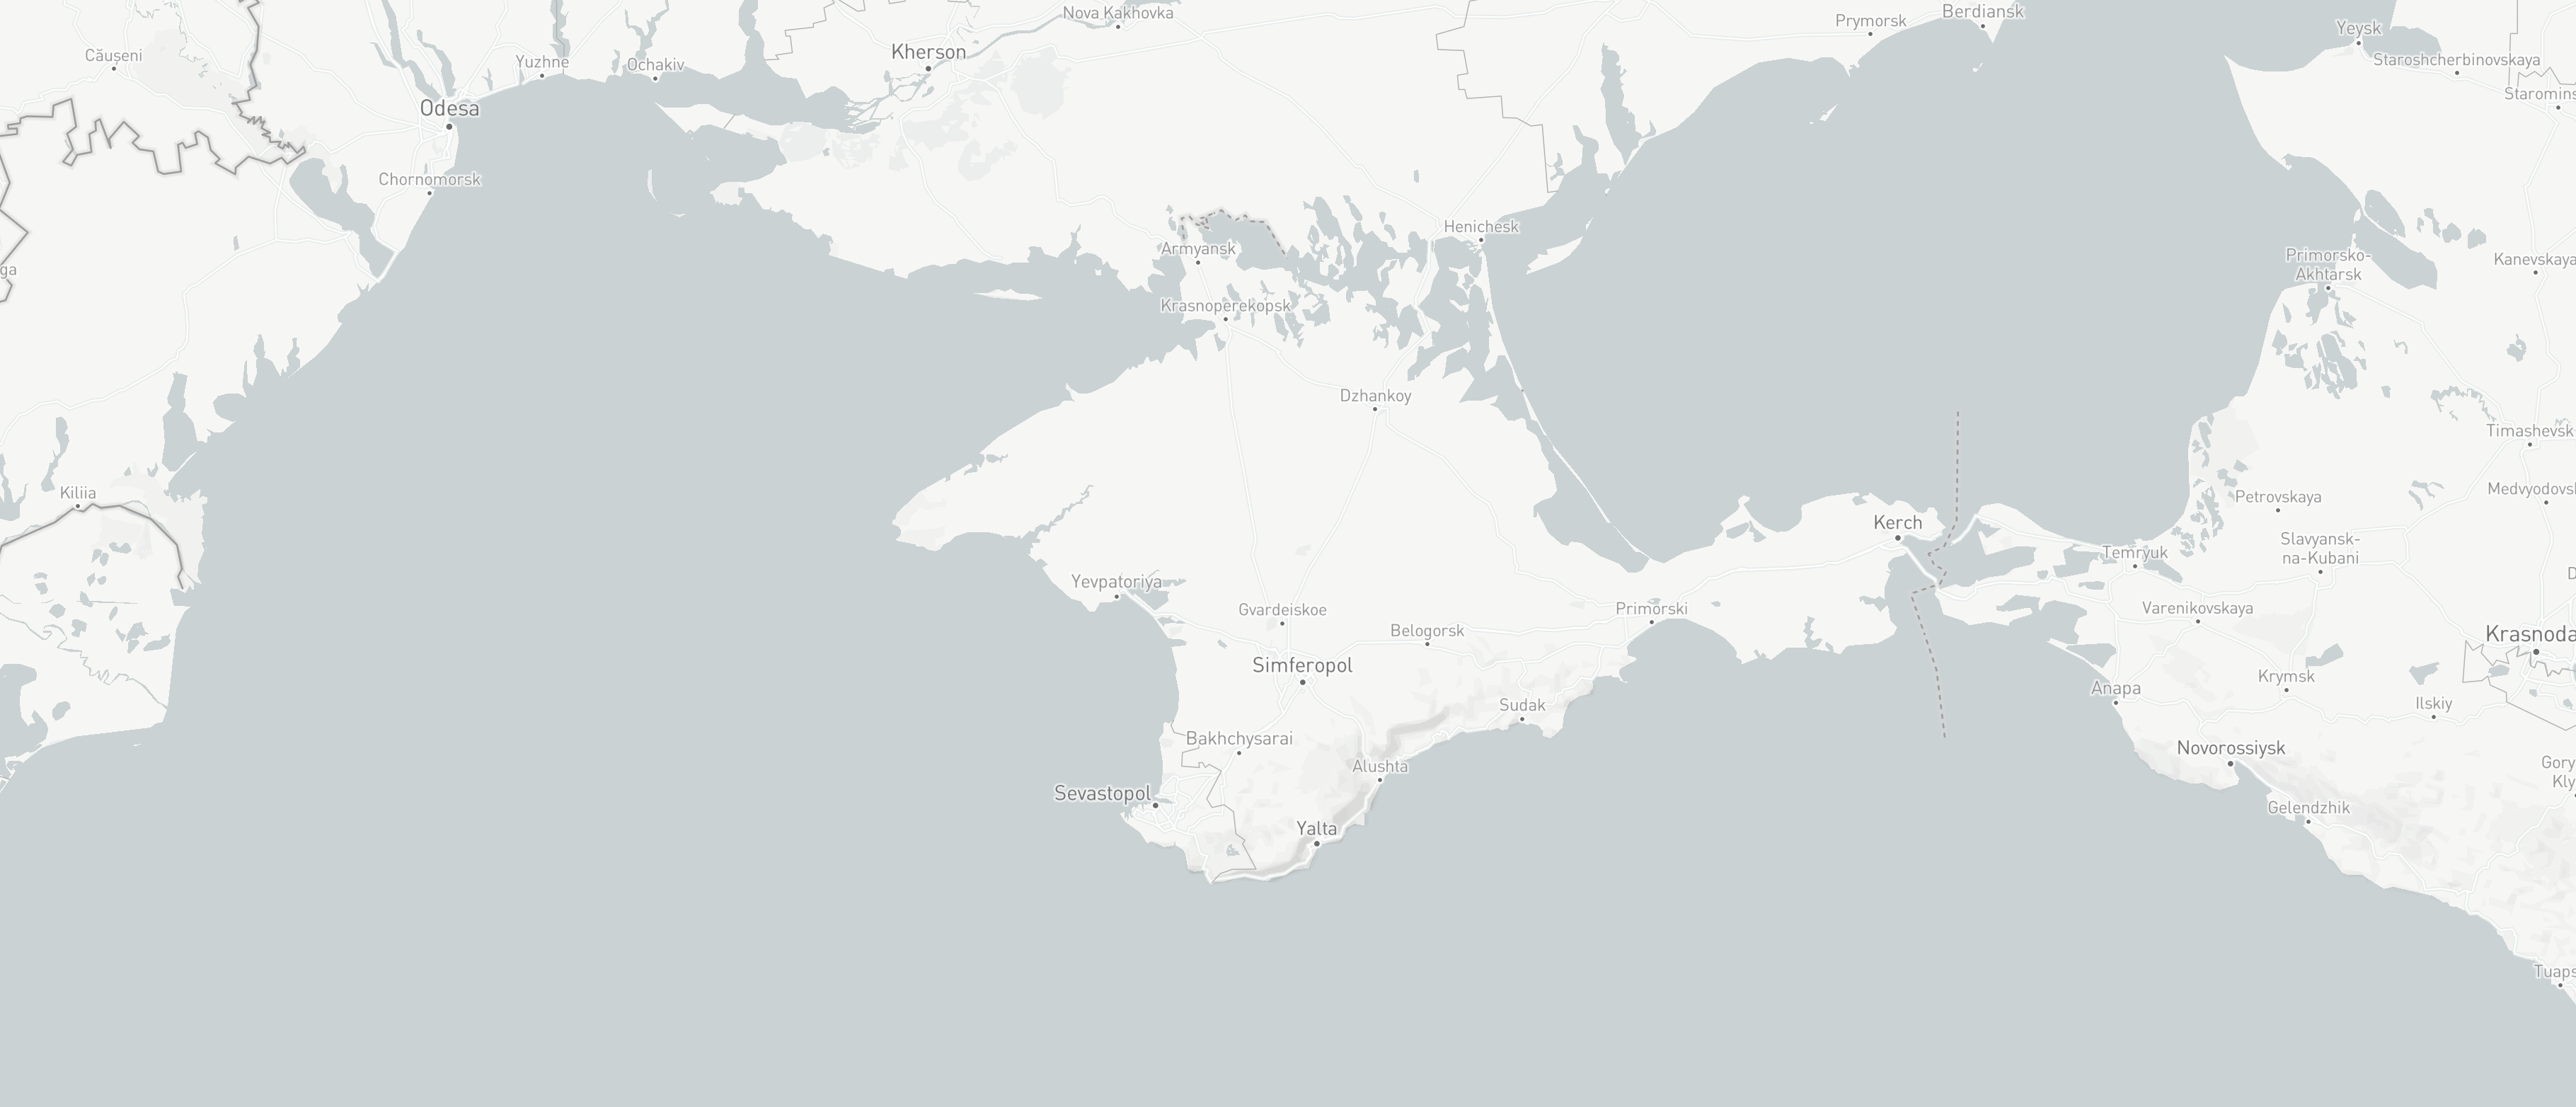 Nova Kakhovka
Prymorsk
Berdiansk
Yeysk
Căușeni
Yuzhne
Ochakiv
Kherson
Staroshcherbinovskaya
Odesa
Staromins
Chornomorsk
Henichesk
Armyansk
Primorsko-
Akhtarsk
Kanevskaya
ga
Krasnoperekopsk
Dzhankoy
Timashevsk
Kiliia
Petrovskaya
Medvyodovsk
Kerch
Slavyansk-
na-Kubani
Temryuk
Yevpatoriya
D
Gvardeiskoe
Primorski
Varenikovskaya
Belogorsk
Krasnoda
Simferopol
Krymsk
Anapa
Ilskiy
Sudak
Bakhchysarai
Novorossiysk
Alushta
Gory
Kly
Sevastopol
Gelendzhik
Yalta
Tuaps